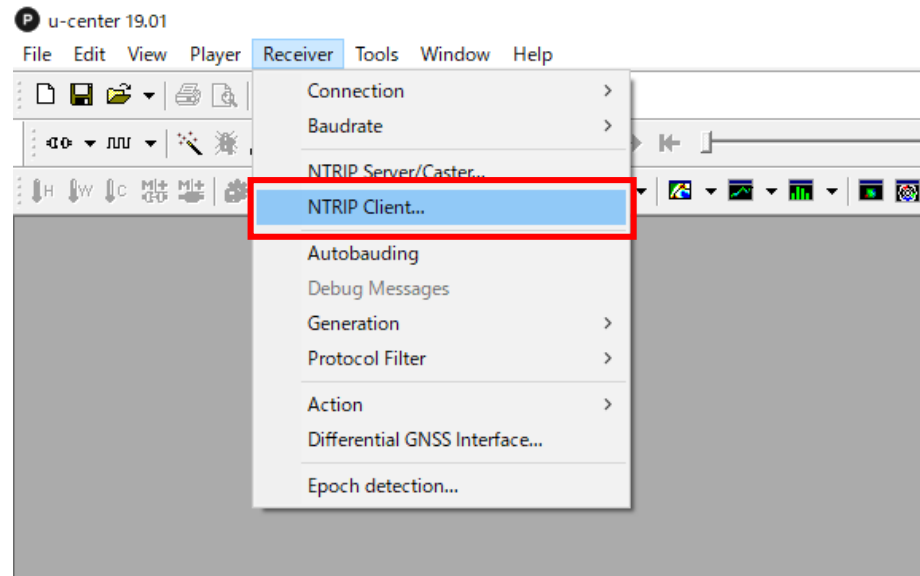 u-center 19.01
File Edit View Player Receiver Tools Window Help
Connection
Baudrate
NTRIP Server/Caster...
NTRIP Client...
Autobauding
Debug Messages
Generation
Protocol Filter
Action
Differential GNSS Interface...
Epoch detection...